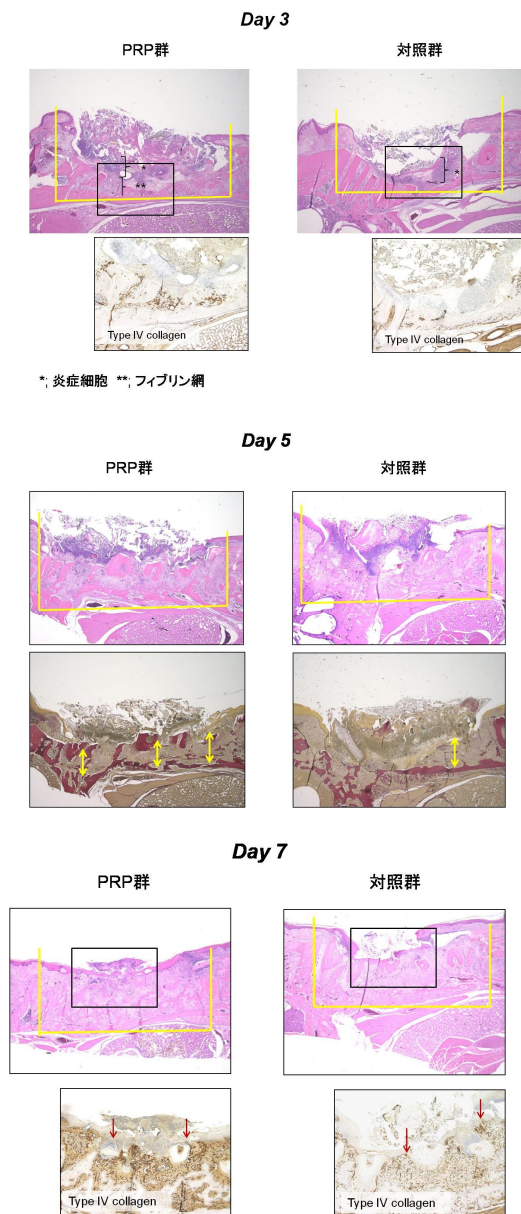 Day 3
PRP群
対照群
*
**
*
Type IV collagen
Type IV collagen
*; 炎症細胞 **; フィブリン網
Day 5
PRP群
対照群
Day 7
PRP群
対照群
Type IV collagen
Type IV collagen